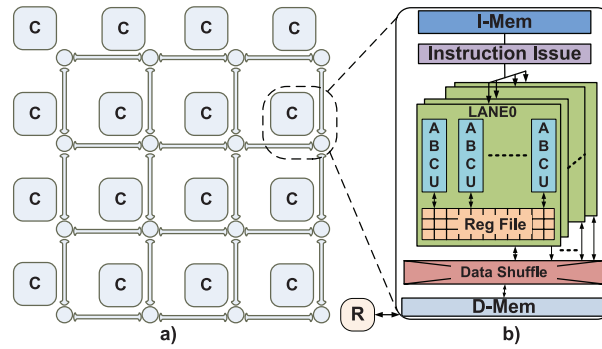 C C C C
C C C C
C C C C
C C C C
a)
I-Mem
Instruction Issue
LANE0
A B C U
A B C U
A B C U
Reg File
Data Shuffle
D-Mem
R
b)